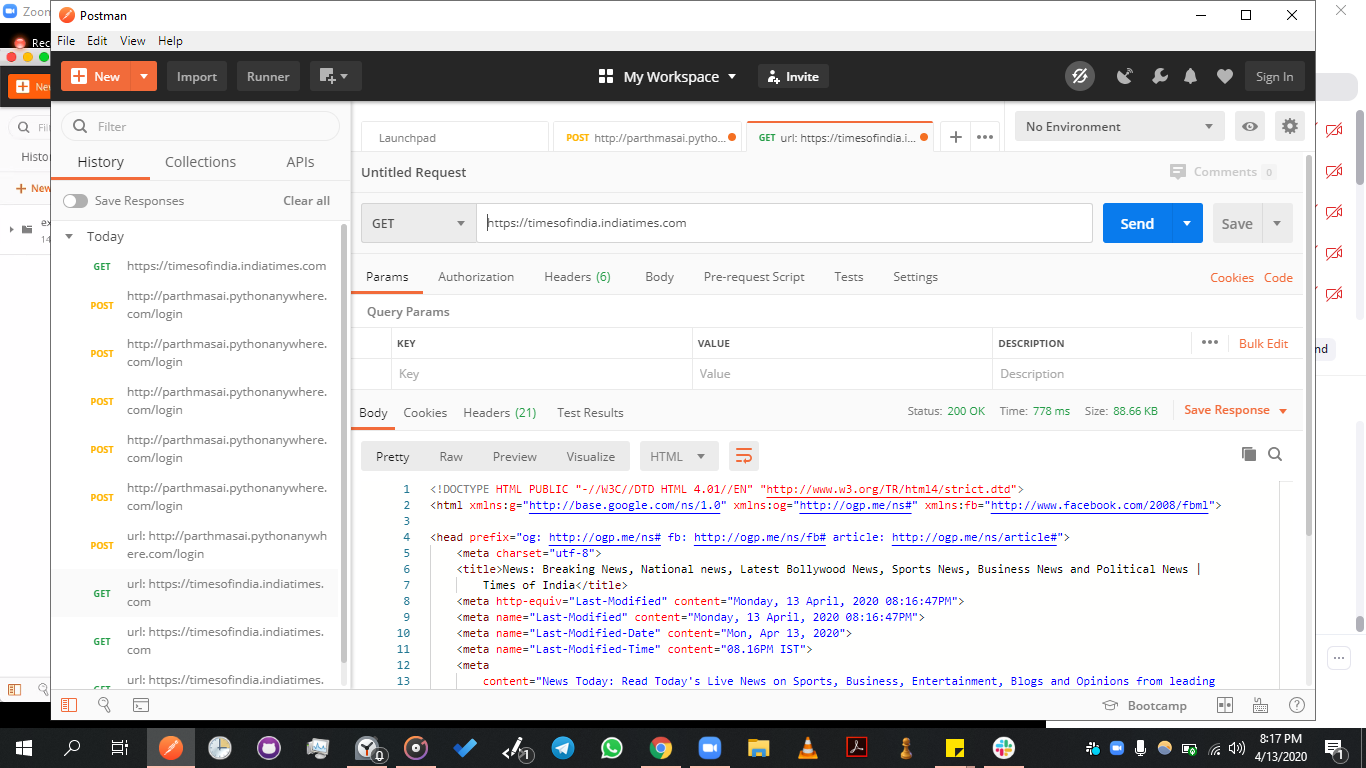 Zoom
Postman
Rec
File Edit View Help
New
Import
Runner
My Workspace
Invite
Sign In
Filter
Launchpad
POST http://parthmasai.pytho...
GET url: https://timesofindia.i...
No Environment
History
Collections
APIs
Untitled Request
Comments 0
Save Responses
Clear all
GET
https://timesofindia.indiatimes.com
Send
Save
Today
GET https://timesofindia.indiatimes.com
POST http://parthmasai.pythonanywhere.
com/login
POST http://parthmasai.pythonanywhere.
com/login
POST http://parthmasai.pythonanywhere.
com/login
POST http://parthmasai.pythonanywhere.
com/login
POST http://parthmasai.pythonanywhere.
com/login
POST url: http://parthmasai.pythonanywh
ere.com/login
GET url: https://timesofindia.indiatimes.
com
GET url: https://timesofindia.indiatimes.
com
GET url: https://timesofindia.indiatimes.
Params Authorization Headers (6) Body Pre-request Script Tests Settings
Cookies Code
Query Params
KEY VALUE DESCRIPTION
Bulk Edit
Key Value Description
Body Cookies Headers (21) Test Results
Status: 200 OK Time: 778 ms Size: 88.66 KB Save Response
Pretty Raw Preview Visualize HTML
1 <!DOCTYPE HTML PUBLIC "-//W3C//DTD HTML 4.01//EN" "http://www.w3.org/TR/html4/strict.dtd">
2 <html xmlns:g="http://base.google.com/ns/1.0" xmlns:og="http://ogp.me/ns#" xmlns:fb="http://www.facebook.com/2008/fbml">
3
4 <head prefix="og: http://ogp.me/ns# fb: http://ogp.me/ns/fb# article: http://ogp.me/ns/article#">
5 <meta charset="utf-8">
6 <title>News: Breaking News, National news, Latest Bollywood News, Sports News, Business News and Political News |
7 Times of India</title>
8 <meta http-equiv="Last-Modified" content="Monday, 13 April, 2020 08:16:47PM">
9 <meta name="Last-Modified" content="Monday, 13 April, 2020 08:16:47PM">
10 <meta name="Last-Modified-Date" content="Mon, Apr 13, 2020">
11 <meta name="Last-Modified-Time" content="08.16PM IST">
12 <meta
13 content="News Today: Read Today's Live News on Sports, Business, Entertainment, Blogs and Opinions from leading
Bootcamp
8:17 PM
4/13/2020